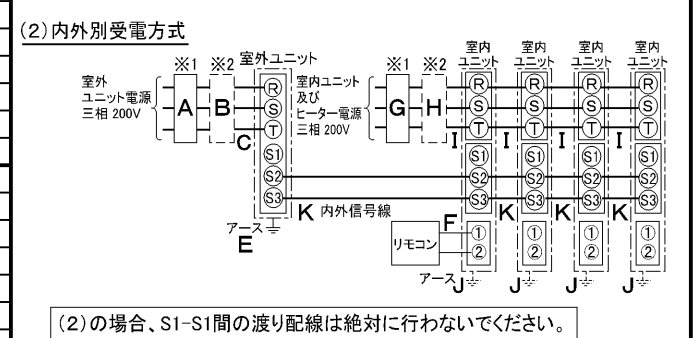 (2)内外別受電方式
※1 ※2 室外ユニット
室外
ユニット電源
三相 200V
A B C
R
S
T
S1
S2
S3
アース
E
※1 ※2
室内ユニット
及び
ヒーター電源
三相 200V
G H
室内
ユニット
室内
ユニット
室内
ユニット
室内
ユニット
R R R R
S S S S
T T T T
I I I I
S1 S1 S1 S1
S2 S2 S2 S2
S3 S3 S3 S3
K 内外信号線
K K K
F
リモコン
① ① ① ①
② ② ② ②
アース
J J J J
(2)の場合、S1-S1間の渡り配線は絶対に行わないでください。